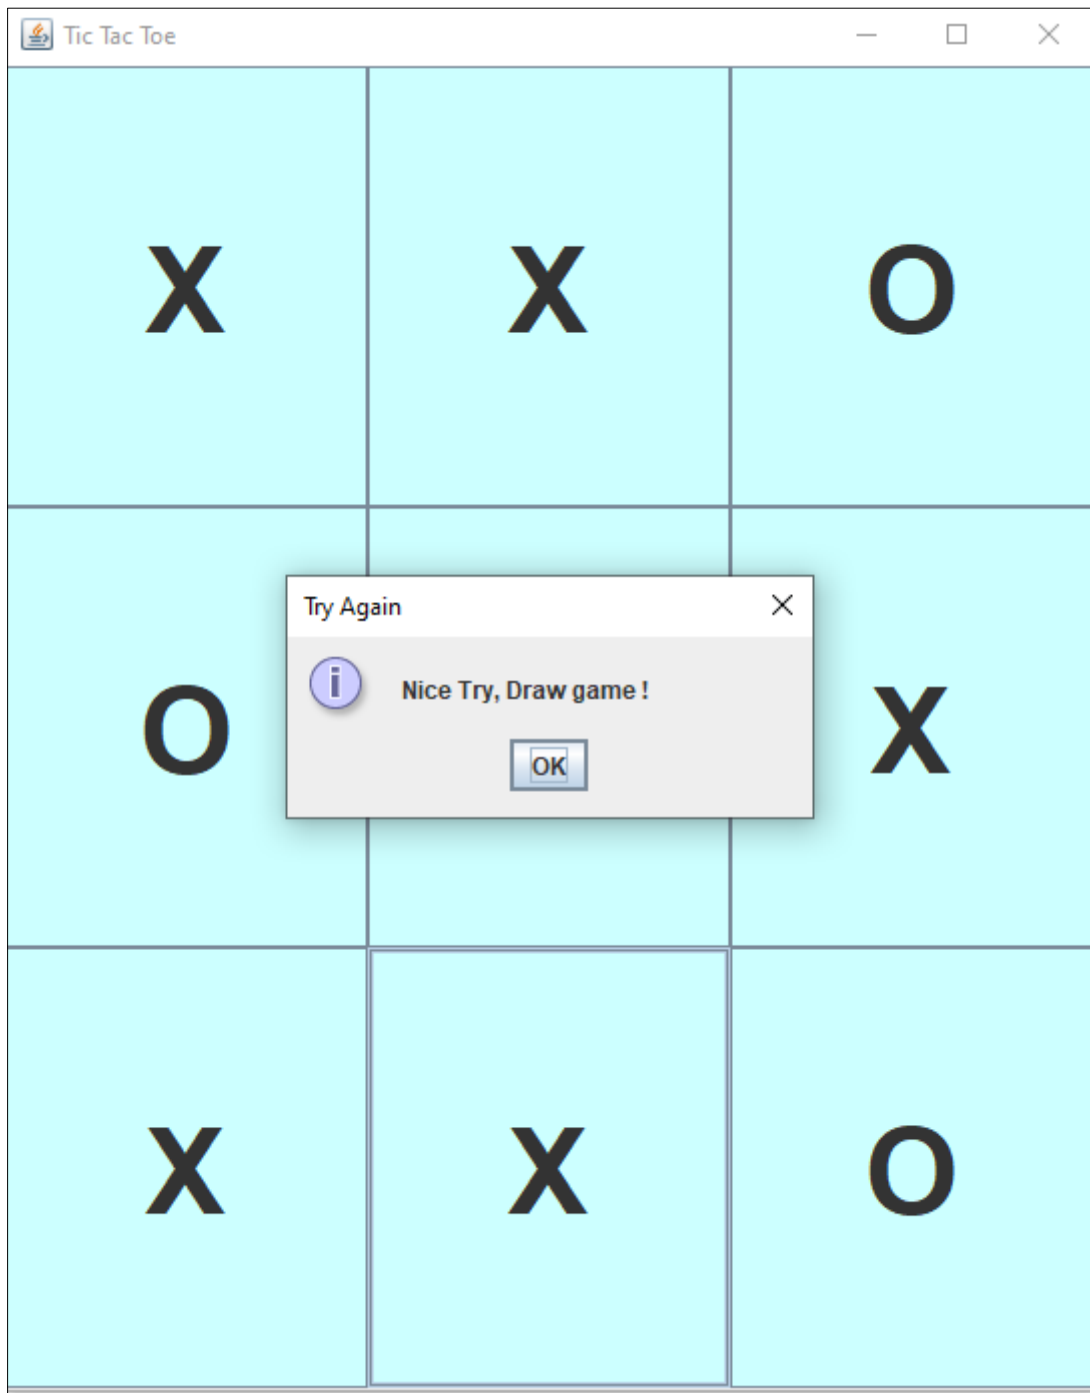 Tic Tac Toe
X X O
Try Again
Nice Try, Draw game !
O X
OK
X X O